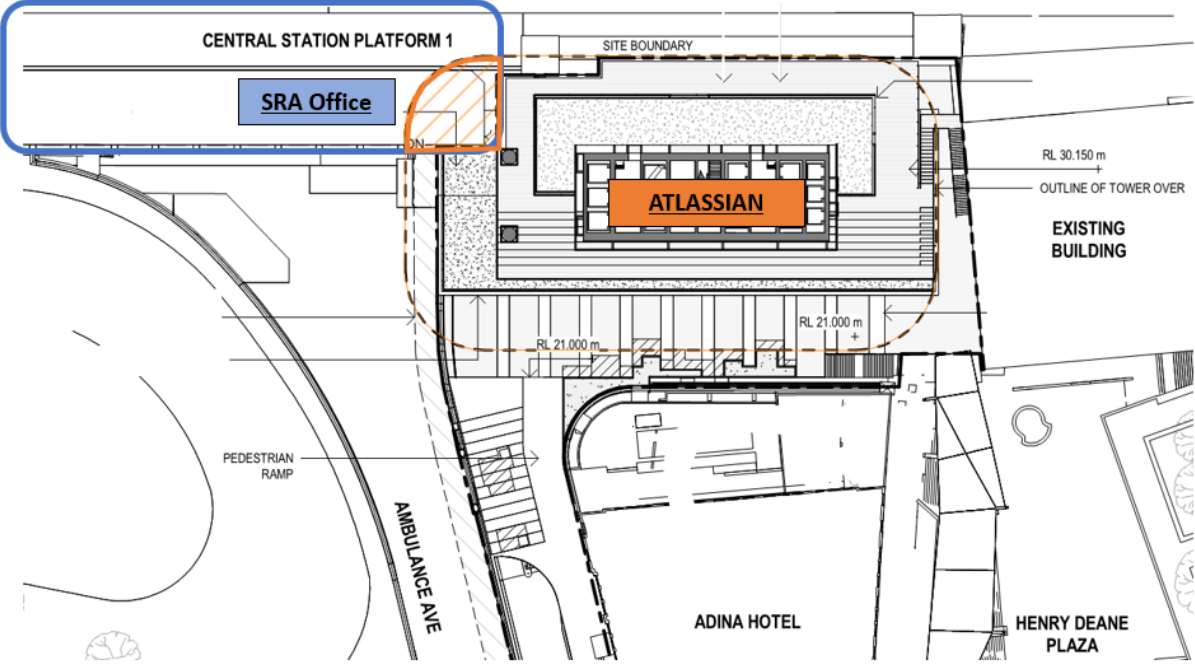 CENTRAL STATION PLATFORM 1
SITE BOUNDARY
SRA Office
DN
RL 30.150 m
OUTLINE OF TOWER OVER
ATLASSIAN
EXISTING
BUILDING
RL 21.000 m
RL 21.000 m
PEDESTRIAN
RAMP
AMBULANCE AVE
ADINA HOTEL
HENRY DEANE
PLAZA